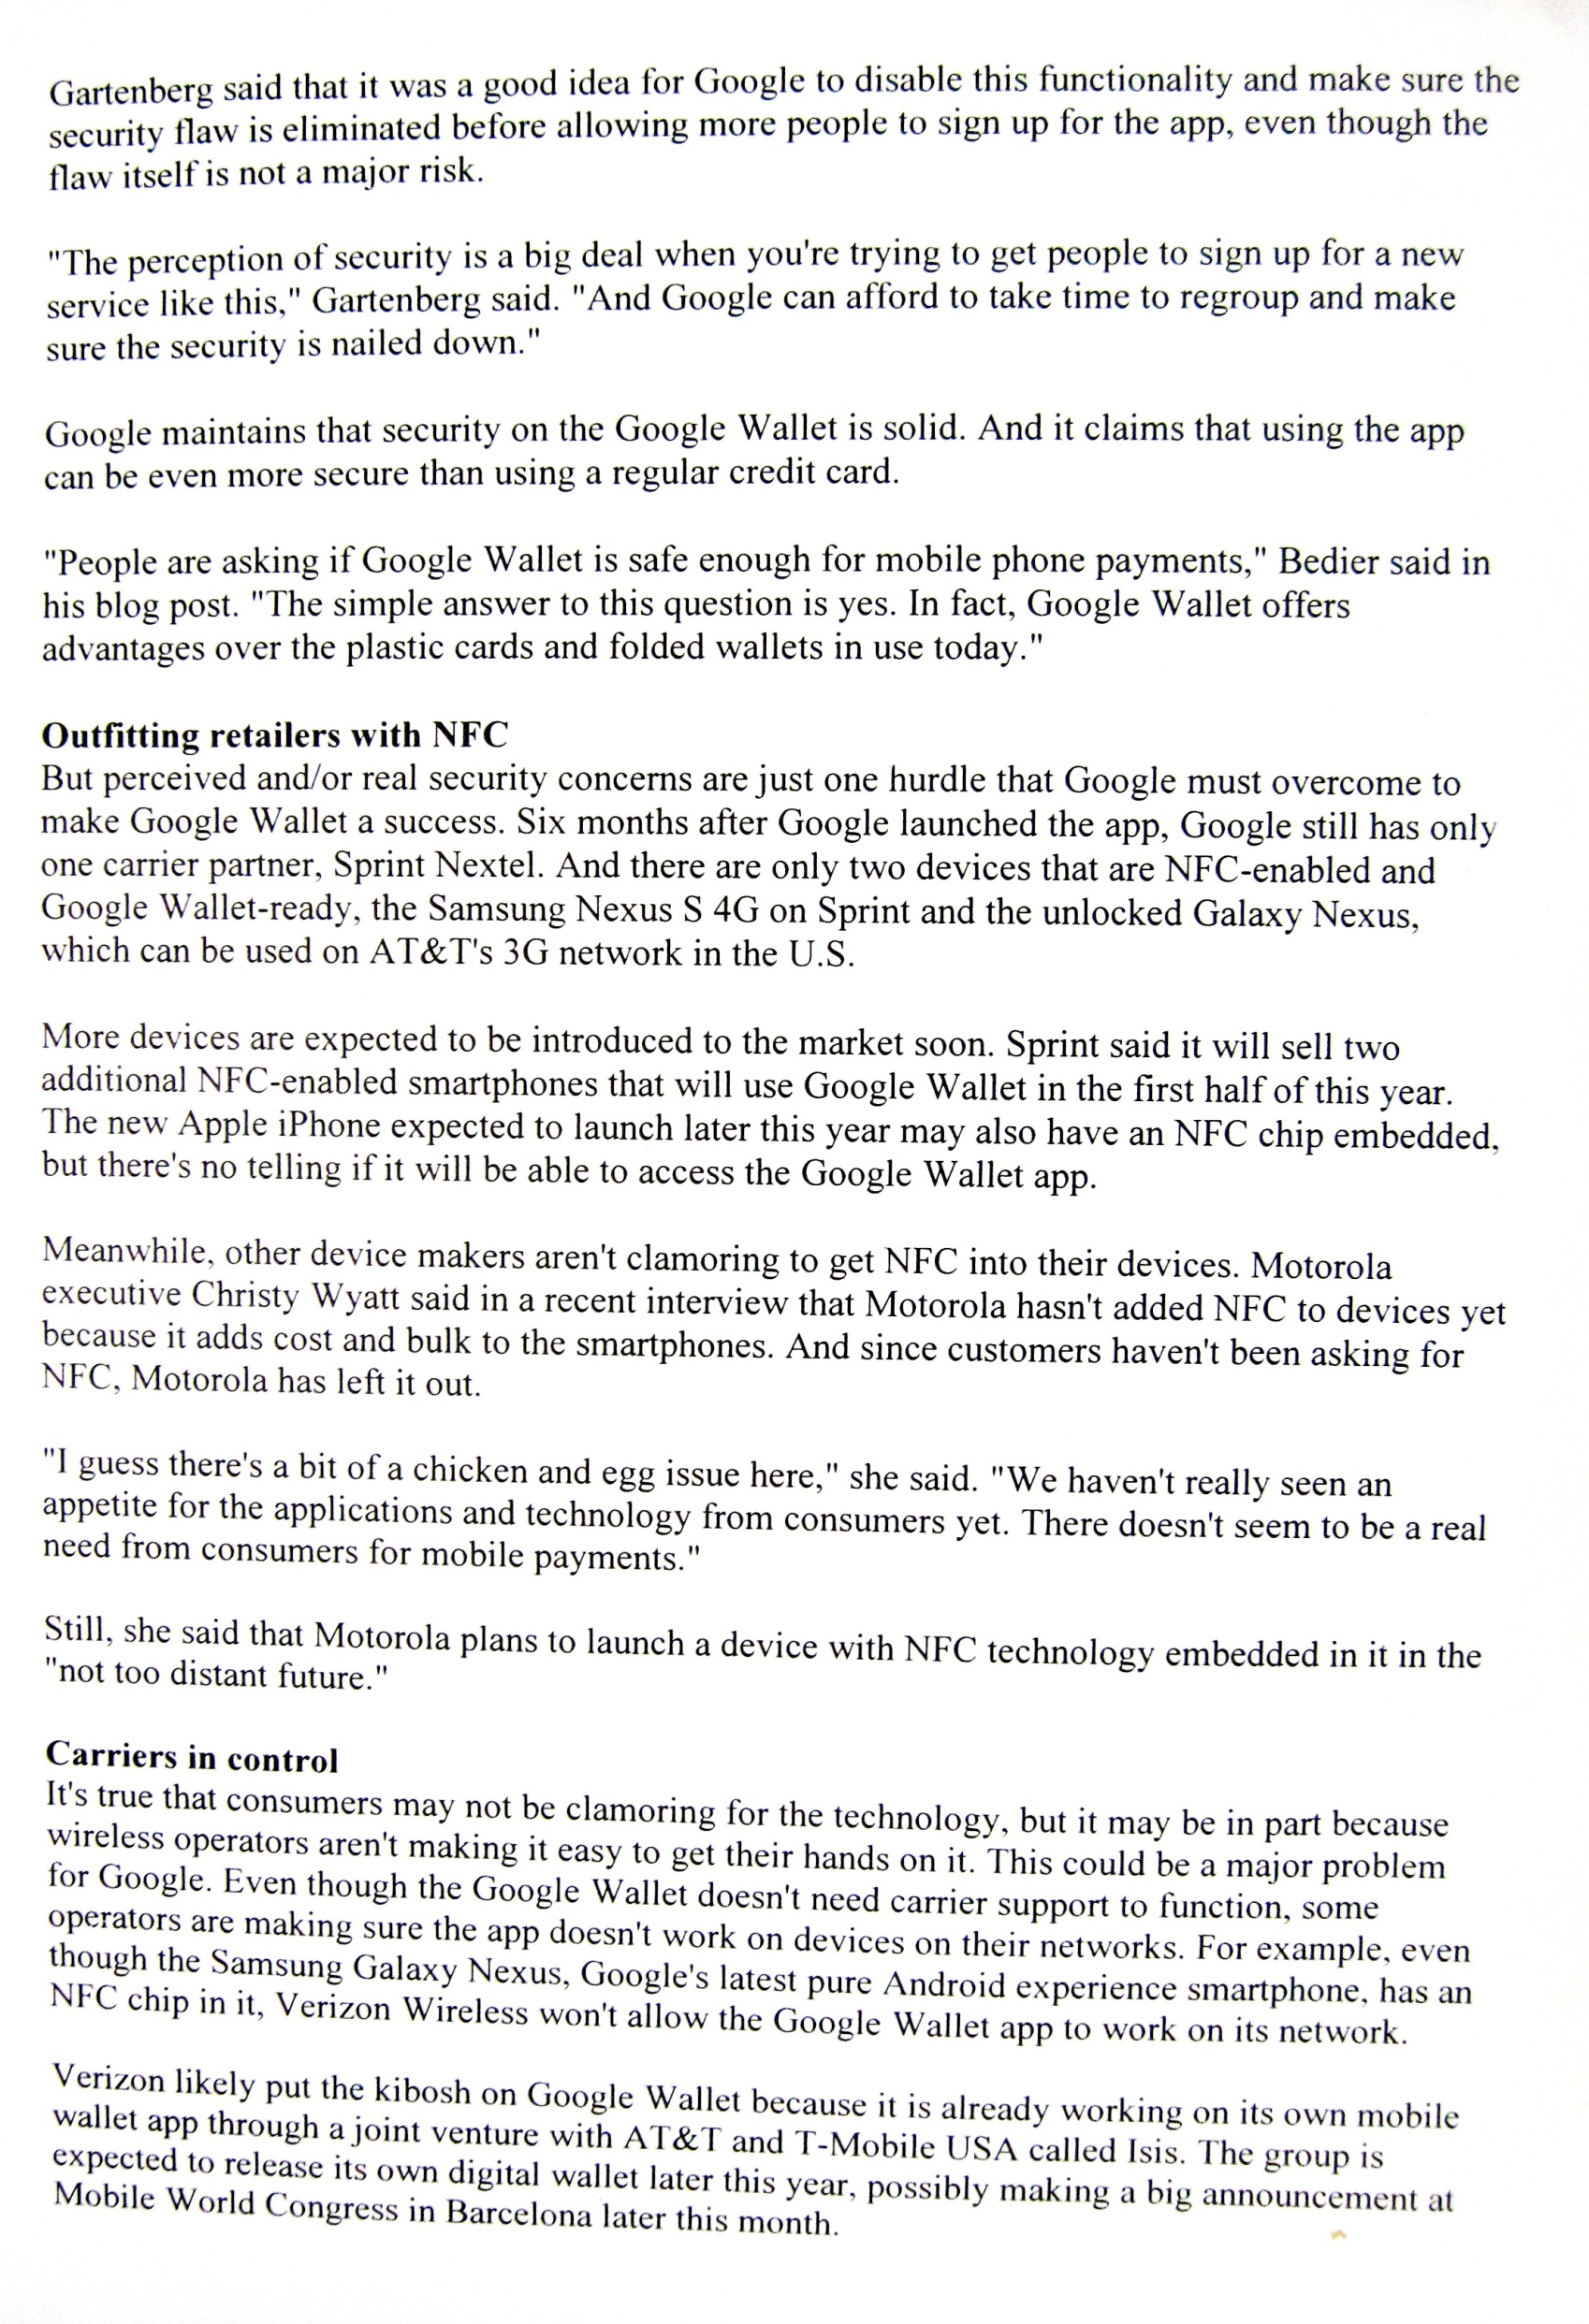 Gartenberg said that it was a good idea for Google to disable this functionality and make sure the
security flaw is eliminated before allowing more people to sign up for the app, even though the
flaw itself is not a major risk.
"The perception of security is a big deal when you're trying to get people to sign up for a new
service like this," Gartenberg said. "And Google can afford to take time to regroup and make
sure the security is nailed down."
Google maintains that security on the Google Wallet is solid. And it claims that using the app
can be even more secure than using a regular credit card.
"People are asking if Google Wallet is safe enough for mobile phone payments," Bedier said in
his blog post. "The simple answer to this question is yes. In fact, Google Wallet offers
advantages over the plastic cards and folded wallets in use today."
Outfitting retailers with NFC
But perceived and/or real security concerns are just one hurdle that Google must overcome to
make Google Wallet a success. Six months after Google launched the app, Google still has only
one carrier partner, Sprint Nextel. And there are only two devices that are NFC-enabled and
Google Wallet-ready, the Samsung Nexus S 4G on Sprint and the unlocked Galaxy Nexus,
which can be used on AT&T's 3G network in the U.S.
More devices are expected to be introduced to the market soon. Sprint said it will sell two
additional NFC-enabled smartphones that will use Google Wallet in the first half of this year.
The new Apple iPhone expected to launch later this year may also have an NFC chip embedded,
but there's no telling if it will be able to access the Google Wallet app.
Meanwhile, other device makers aren't clamoring to get NFC into their devices. Motorola
executive Christy Wyatt said in a recent interview that Motorola hasn't added NFC to devices yet
because it adds cost and bulk to the smartphones. And since customers haven't been asking for
NFC, Motorola has left it out.
"I guess there's a bit of a chicken and egg issue here," she said. "We haven't really seen an
appetite for the applications and technology from consumers yet. There doesn't seem to be a real
need from consumers for mobile payments."
Still, she said that Motorola plans to launch a device with NFC technology embedded in it in the
"not too distant future."
Carriers in control
It's true that consumers may not be clamoring for the technology, but it may be in part because
wireless operators aren't making it easy to get their hands on it. This could be a major problem
for Google. Even though the Google Wallet doesn't need carrier support to function, some
operators are making sure the app doesn't work on devices on their networks. For example, even
though the Samsung Galaxy Nexus, Google's latest pure Android experience smartphone, has an
NFC chip in it, Verizon Wireless won't allow the Google Wallet app to work on its network.
Verizon likely put the kibosh on Google Wallet because it is already working on its own mobile
wallet app through a joint venture with AT&T and T-Mobile USA called Isis. The group is
expected to release its own digital wallet later this year, possibly making a big announcement at
Mobile World Congress in Barcelona later this month.